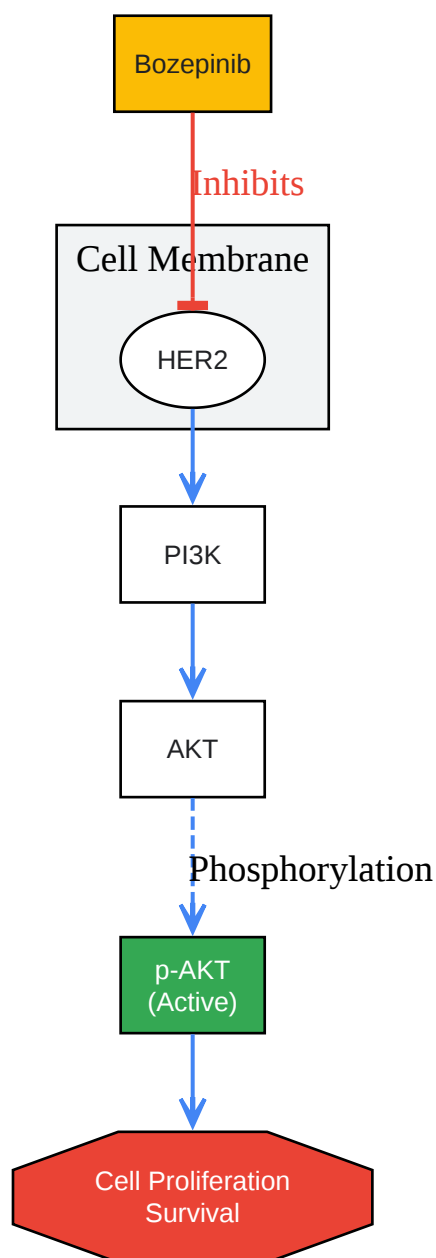 Bozepinib
Inhibits
Cell Membrane
HER2
PI3K
AKT
Phosphorylation
p-AKT
(Active)
Cell Proliferation
Survival